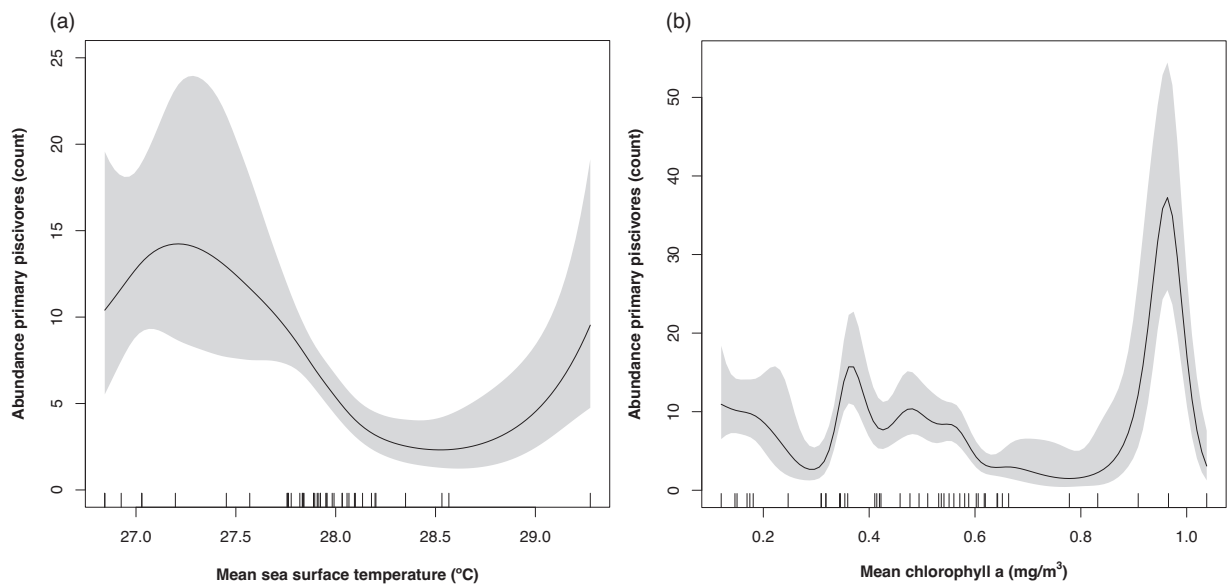 (a)
25
20
15
10
5
0
Abundance primary piscivores (count)
27.0 27.5 28.0 28.5 29.0
Mean sea surface temperature (°C)
(b)
50
40
30
20
10
0
Abundance primary piscivores (count)
0.2 0.4 0.6 0.8 1.0
Mean chlorophyll a (mg/m³)